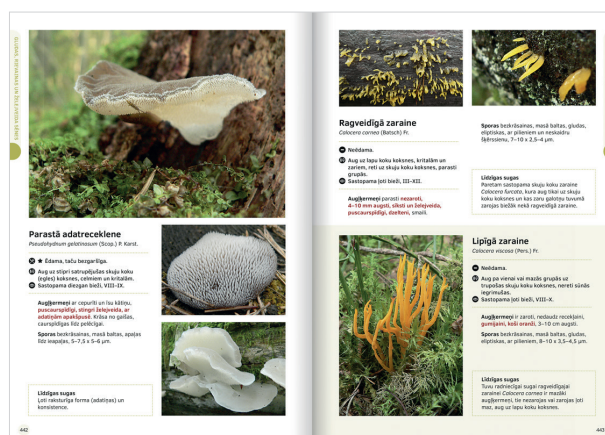 GLUDĀS, KORAĻĻU UN ŽELEJVEIDA SĒNES
Parastā adatreceklene
Pseudohydnum gelatinosum (Scop.) P. Karst.
Ēdama, taču bezgaršīga.
Aug uz stipri satrupējušas skuju koku
(egles) koksnes, celmiem un kritalām.
Sastopama diezgan bieži, VIII–IX.
Augļķermeņi ar cepurīti un īsu kātiņu,
puscaurspīdīgi, stingri želejveida, ar
adatiņām apakšpusē. Krāsa no gaišas,
caurspīdīgas līdz pelēcīgai.
Sporas bezkrāsainas, masā baltas, apaļas
līdz ieapaļas, 5–7,5 x 5–6 µm.
Līdzīgas sugas
Ļoti raksturīga forma (adatiņas) un
konsistence.
442
Ragveidīgā zaraine
Calocera cornea (Batsch) Fr.
Neēdama.
Aug uz lapu koku koksnes, kritalām un
zariem, reti uz skuju koku koksnes, parasti
grupās.
Sastopama ļoti bieži, III–XII.
Augļķermeņi parasti nezaroti,
4–10 mm augsti, sīksti un želejveida,
puscaurspīdīgi, dzelteni, smaili.
Sporas bezkrāsainas, masā baltas, gludas,
eliptiskas, ar pilieniem un neskaidru
šķērssienu, 7–10 x 2,5–4 µm.
Līdzīgas sugas
Paretam sastopama skuju koku zaraine
Calocera furcata, kura aug tikai uz skuju
koku koksnes un kas zaru galotņu tuvumā
zarojas biežāk nekā ragveidīgā zaraine.
Lipīgā zaraine
Calocera viscosa (Pers.) Fr.
Neēdama.
Aug pa vienai vai mazās grupās uz
trupošas skuju koku koksnes, nereti sūnās
iegrimušas.
Sastopama ļoti bieži, VIII–X.
Augļķermeņi ir zaroti, nedaudz rocekļaini,
gumijaini, koši oranži, 3–10 cm augsti.
Sporas bezkrāsainas, masā baltas, gludas,
eliptiskas, ar pilieniem, 8–10 x 3,5–4,5 µm.
Līdzīgas sugas
Tuvu radniecīgai sugai ragveidīgajai
zarainei Calocera cornea ir mazāki
augļķermeņi, tie nezarojas vai zarojas ļoti
maz, aug uz lapu koku koksnes.
443